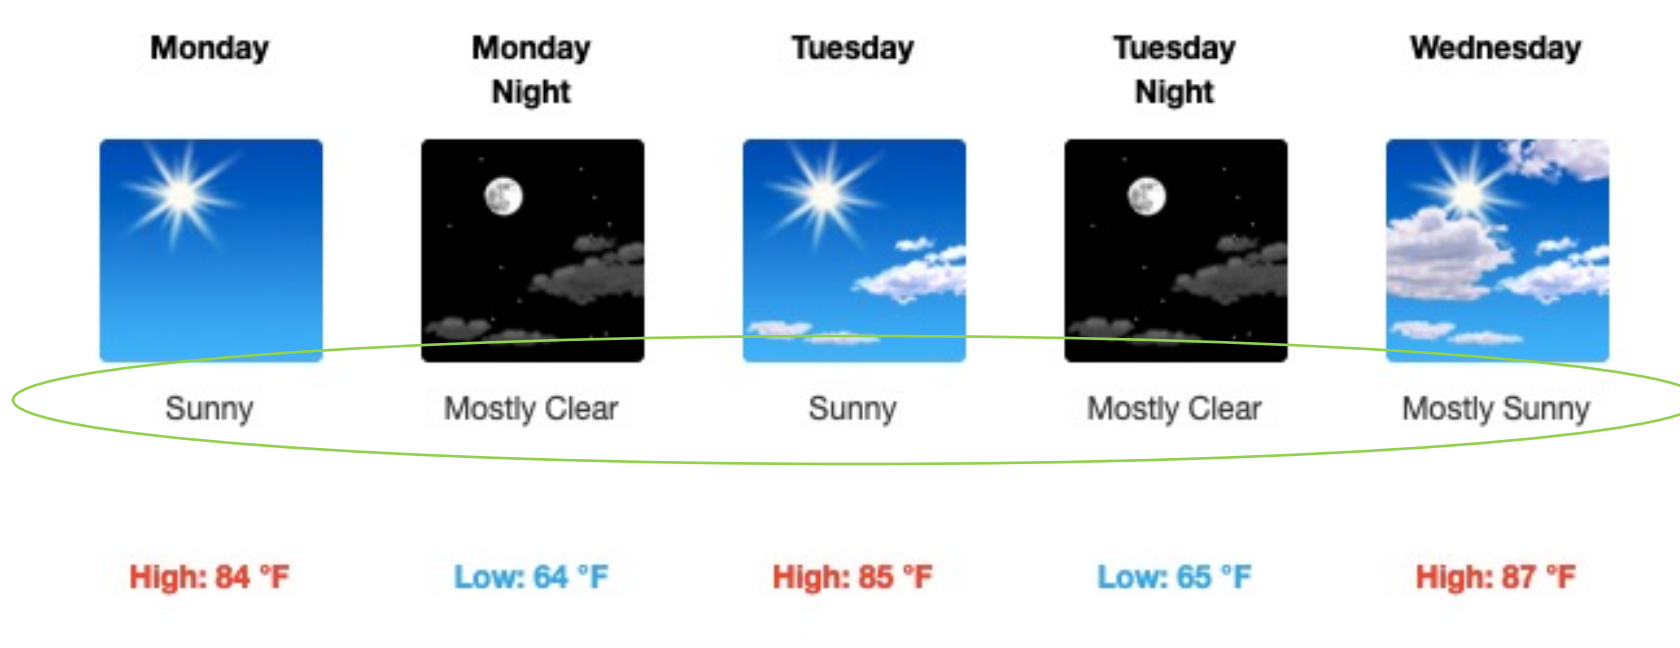 Monday
Monday
Night
Tuesday
Tuesday
Night
Wednesday
Sunny
Mostly Clear
Sunny
Mostly Clear
Mostly Sunny
High: 84 °F
Low: 64 °F
High: 85 °F
Low: 65 °F
High: 87 °F